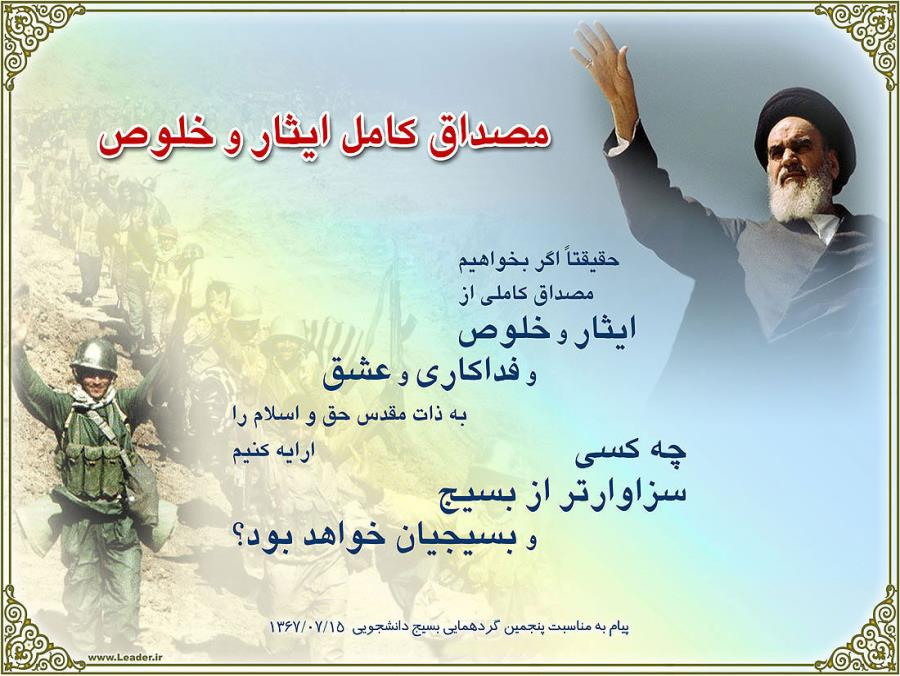 مصداق کامل ایثار و خلوص
حقیقتاً اگر بخواهیم
مصداق کاملی از
ایثار و خلوص
و فداکاری و عشق
به ذات مقدس حق و اسلام را
ارایه کنیم
چه کسی
سزاوارتر از بسیج
و بسیجیان خواهد بود؟
پیام به مناسبت پنجمین گردهمایی بسیج دانشجویی ۱۳۶۷/۰۷/۱۵
www.Leader.ir